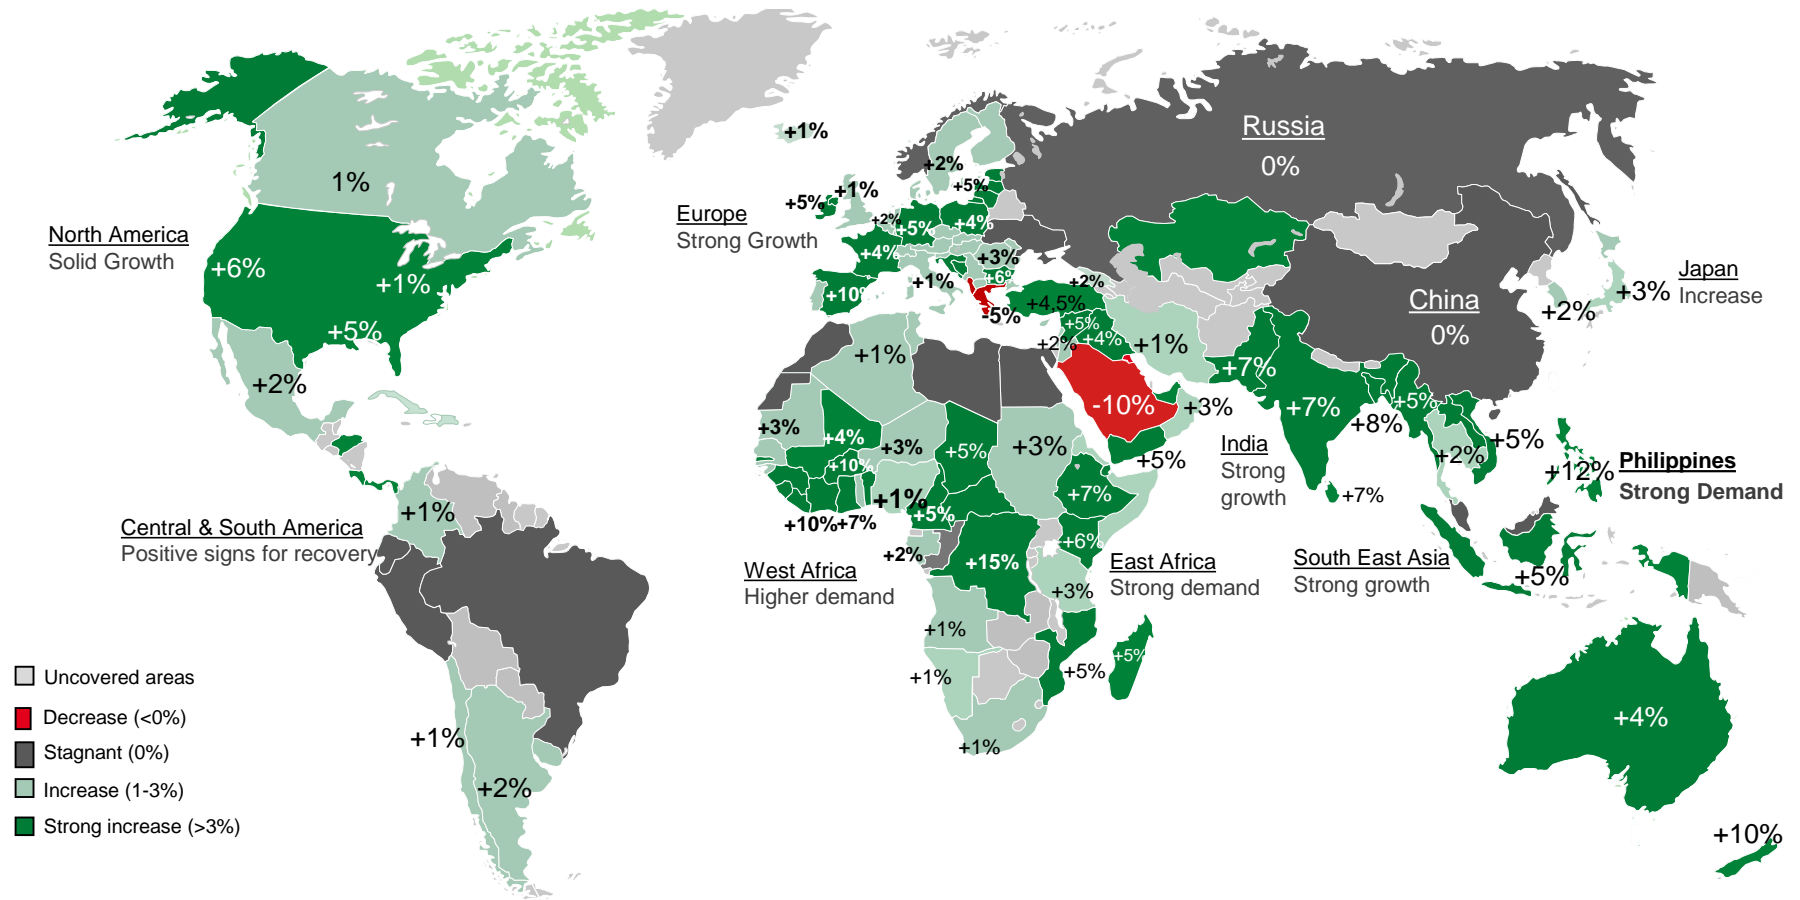 +1%
Russia
0%
1%
+2%
+5%
+1%
+5%
+2%
+5%
+4%
Europe
Strong Growth
North America
Solid Growth
+6%
+1%
+5%
+4%
+3%
+1%
+6%
+10%
-5%
+2%
+4,5%
+5%
+4%
+2%
+1%
China
0%
Japan
Increase
+3%
+2%
+2%
+1%
+7%
+7%
+5%
+8%
-10%
+3%
+3%
+4%
+3%
+5%
+3%
+10%
+5%
India
Strong
growth
+7%
+5%
+2%
+12%
Philippines
Strong Demand
+1%
Central & South America
Positive signs for recovery
+7%
+1%
+5%
+10%
+7%
+2%
+15%
+6%
West Africa
Higher demand
East Africa
Strong demand
South East Asia
Strong growth
+5%
+3%
+1%
+1%
+5%
+5%
+1%
Uncovered areas
Decrease (<0%)
Stagnant (0%)
Increase (1-3%)
Strong increase (>3%)
+1%
+2%
+4%
+10%